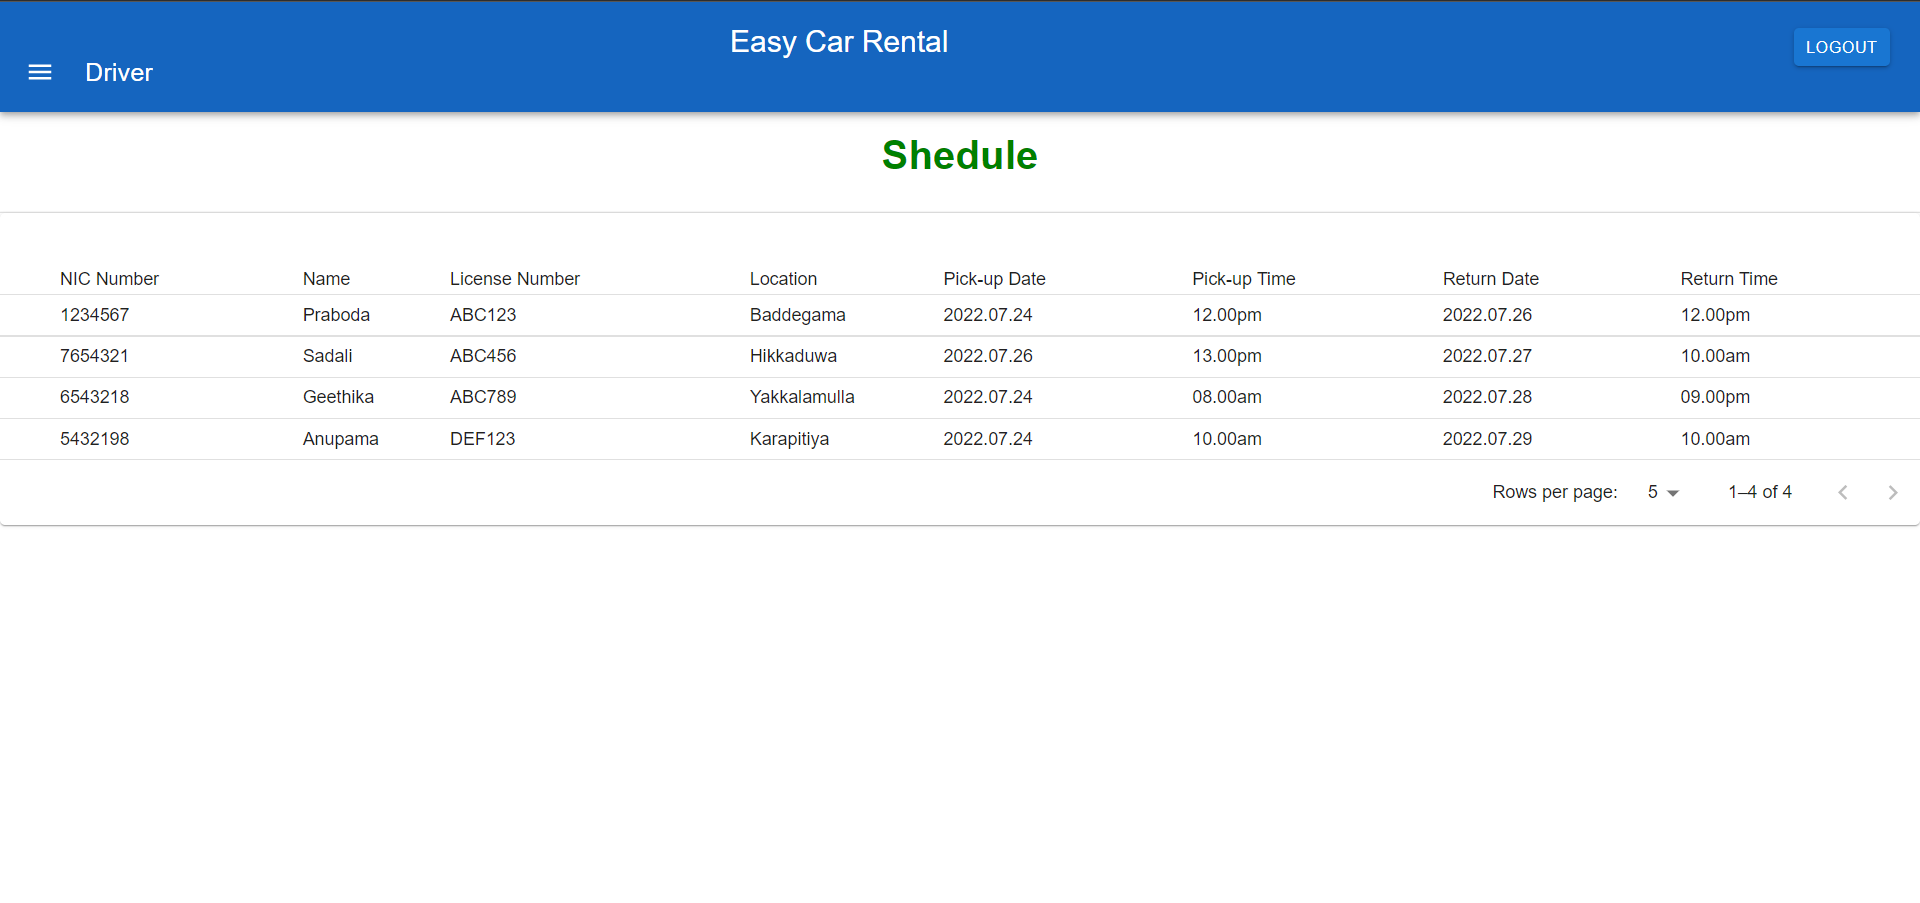 Easy Car Rental
LOGOUT
Driver
Shedule
NIC Number Name License Number Location Pick-up Date Pick-up Time Return Date Return Time
1234567 Praboda ABC123 Baddegama 2022.07.24 12.00pm 2022.07.26 12.00pm
7654321 Sadali ABC456 Hikkaduwa 2022.07.26 13.00pm 2022.07.27 10.00am
6543218 Geethika ABC789 Yakkalamulla 2022.07.24 08.00am 2022.07.28 09.00pm
5432198 Anupama DEF123 Karapitiya 2022.07.24 10.00am 2022.07.29 10.00am
Rows per page: 5 1–4 of 4